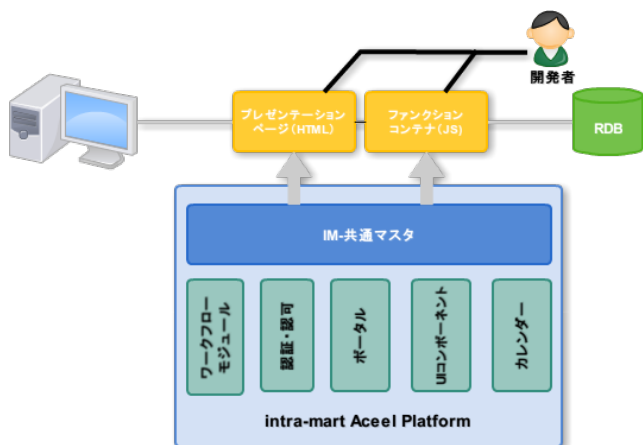 開発者
プレゼンテーション
ページ(HTML)
ファンクション
コンテナ(JS)
RDB
IM-共通マスタ
ワークフロー
モジュール
認証・認可
ポータル
UIコンポーネント
カレンダー
intra-mart Aceel Platform